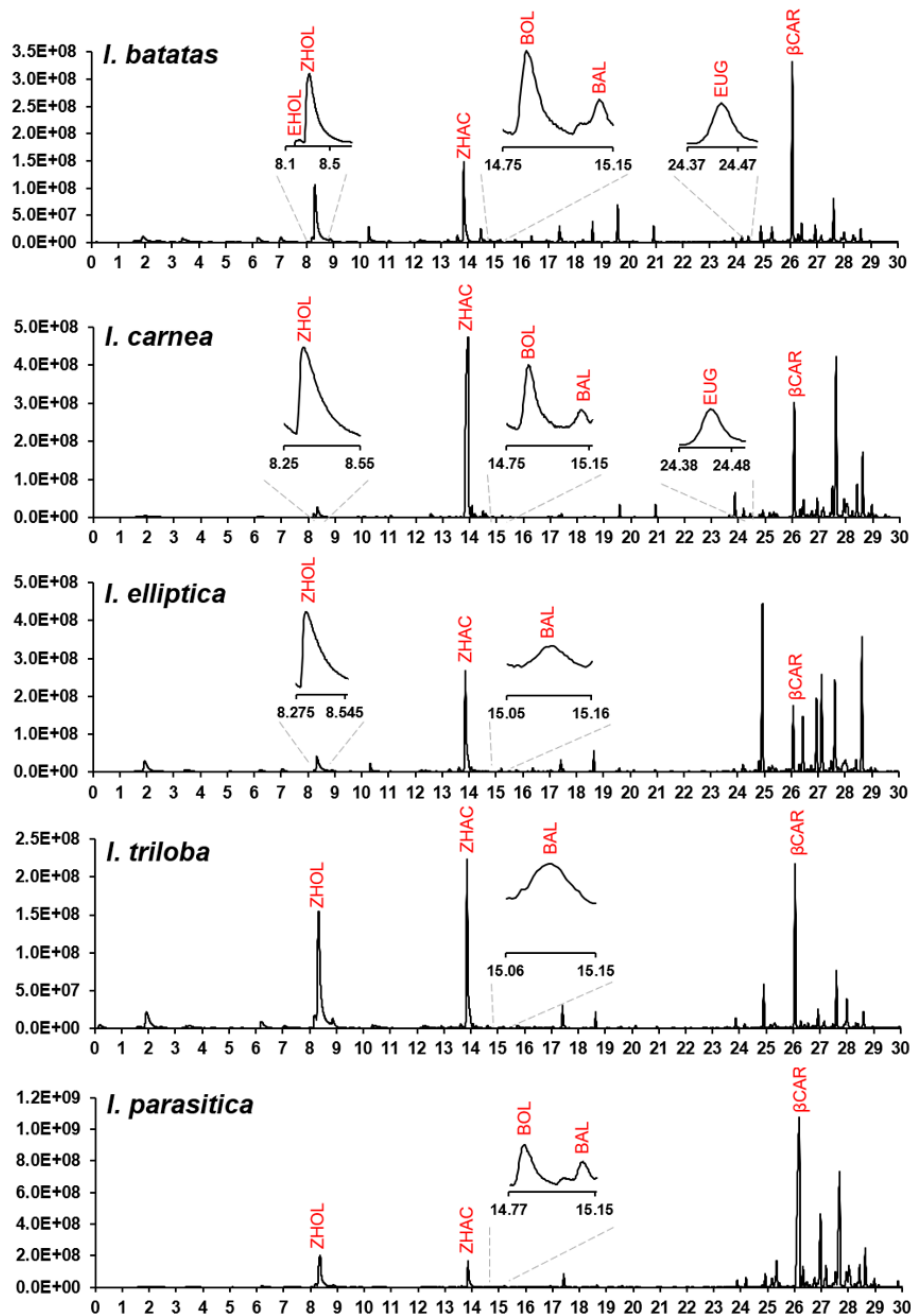 I. batatas
3.5E+08
3.0E+08
2.5E+08
2.0E+08
1.5E+08
1.0E+08
5.0E+07
0.0E+00
EHOL
ZHOL
8.1 8.5
ZHAC
BOL
BAL
14.75 15.15
EUG
24.37 24.47
βCAR
0 1 2 3 4 5 6 7 8 9 10 11 12 13 14 15 16 17 18 19 20 21 22 23 24 25 26 27 28 29 30
I. carnea
5.0E+08
4.0E+08
3.0E+08
2.0E+08
1.0E+08
0.0E+00
ZHOL
8.25 8.55
ZHAC
BOL
BAL
14.75 15.15
EUG
24.38 24.48
βCAR
0 1 2 3 4 5 6 7 8 9 10 11 12 13 14 15 16 17 18 19 20 21 22 23 24 25 26 27 28 29 30
I. elliptica
5.0E+08
4.0E+08
3.0E+08
2.0E+08
1.0E+08
0.0E+00
ZHOL
8.275 8.545
ZHAC
BAL
15.05 15.16
βCAR
0 1 2 3 4 5 6 7 8 9 10 11 12 13 14 15 16 17 18 19 20 21 22 23 24 25 26 27 28 29 30
I. triloba
2.5E+08
2.0E+08
1.5E+08
1.0E+08
5.0E+07
0.0E+00
ZHOL
ZHAC
BAL
15.06 15.15
βCAR
0 1 2 3 4 5 6 7 8 9 10 11 12 13 14 15 16 17 18 19 20 21 22 23 24 25 26 27 28 29 30
I. parasitica
1.2E+09
1.0E+09
8.0E+08
6.0E+08
4.0E+08
2.0E+08
0.0E+00
ZHOL
ZHAC
BOL
BAL
14.77 15.15
βCAR
0 1 2 3 4 5 6 7 8 9 10 11 12 13 14 15 16 17 18 19 20 21 22 23 24 25 26 27 28 29 30